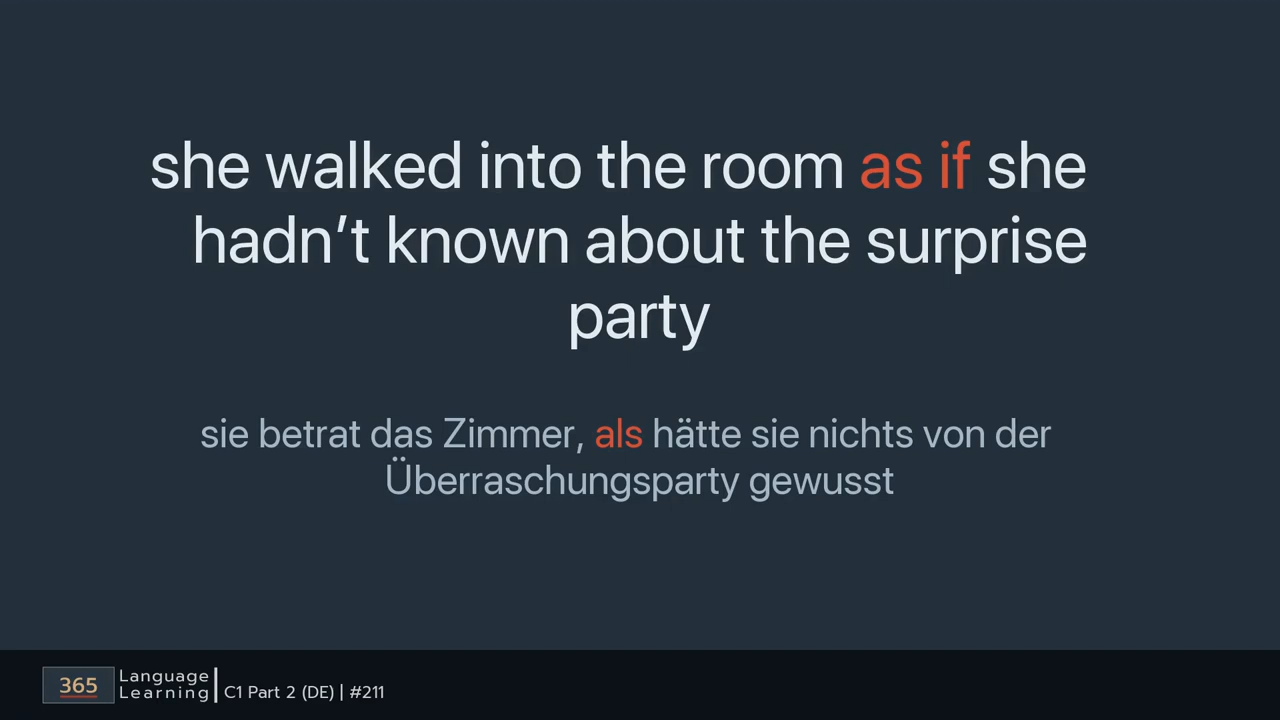 she walked into the room as if she
hadn’t known about the surprise
party
sie betrat das Zimmer, als hätte sie nichts von der
Überraschungsparty gewusst
365
Language
Learning
C1 Part 2 (DE) | #211